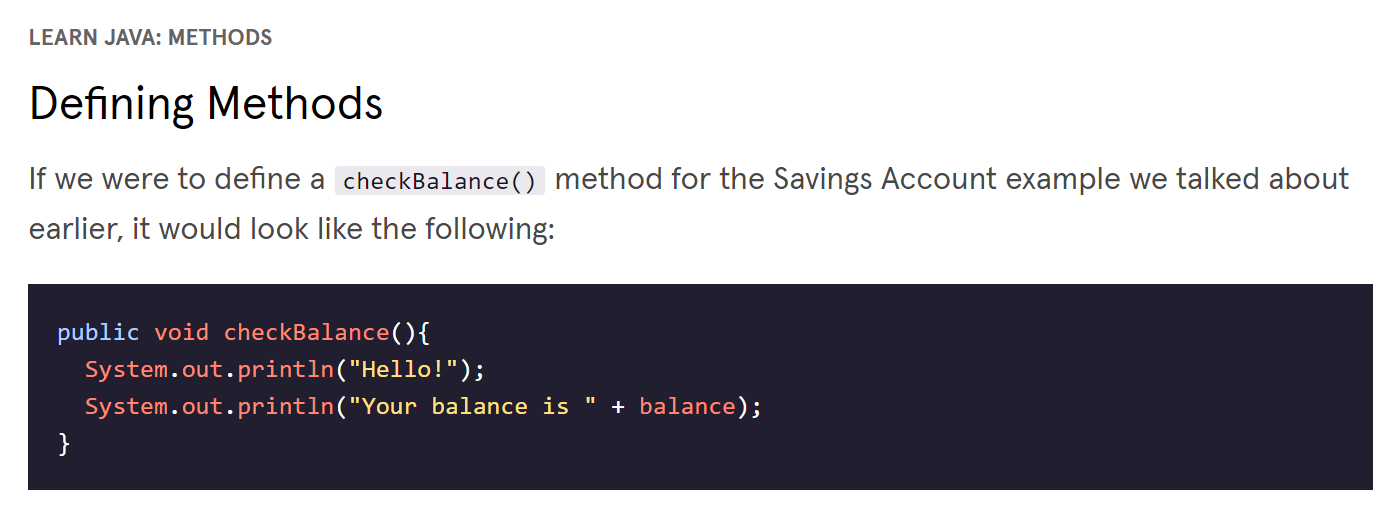 LEARN JAVA: METHODS
Defining Methods
If we were to define a checkBalance() method for the Savings Account example we talked about
earlier, it would look like the following:
public void checkBalance(){
  System.out.println("Hello!");
  System.out.println("Your balance is " + balance);
}